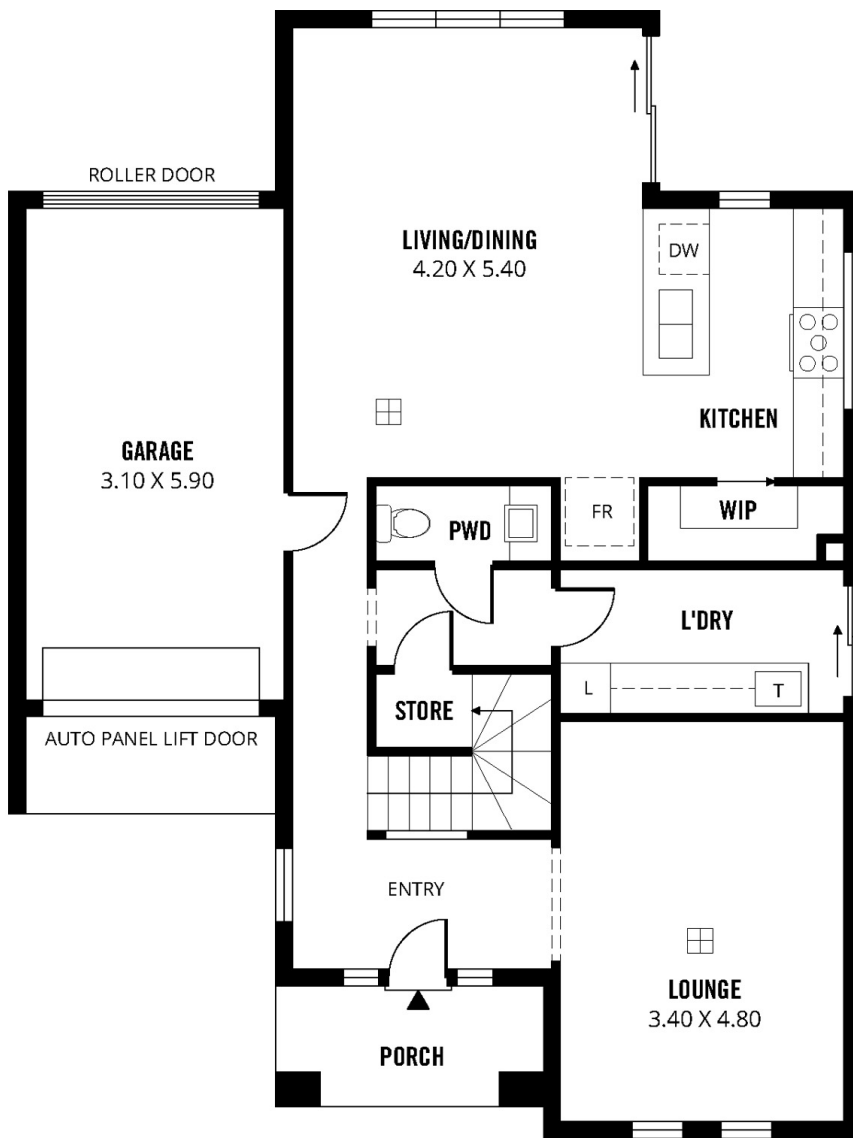 ROLLER DOOR
LIVING/DINING
4.20 X 5.40
DW
KITCHEN
GARAGE
3.10 X 5.90
PWD
FR
WIP
L'DRY
STORE
L
T
AUTO PANEL LIFT DOOR
ENTRY
LOUNGE
3.40 X 4.80
PORCH